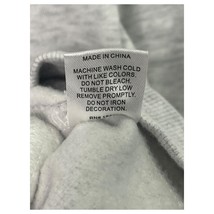 MADE IN CHINA
MACHINE WASH COLD
WITH LIKE COLORS,
DO NOT BLEACH.
TUMBLE DRY LOW
REMOVE PROMPTLY.
DO NOT IRON
DECORATION.